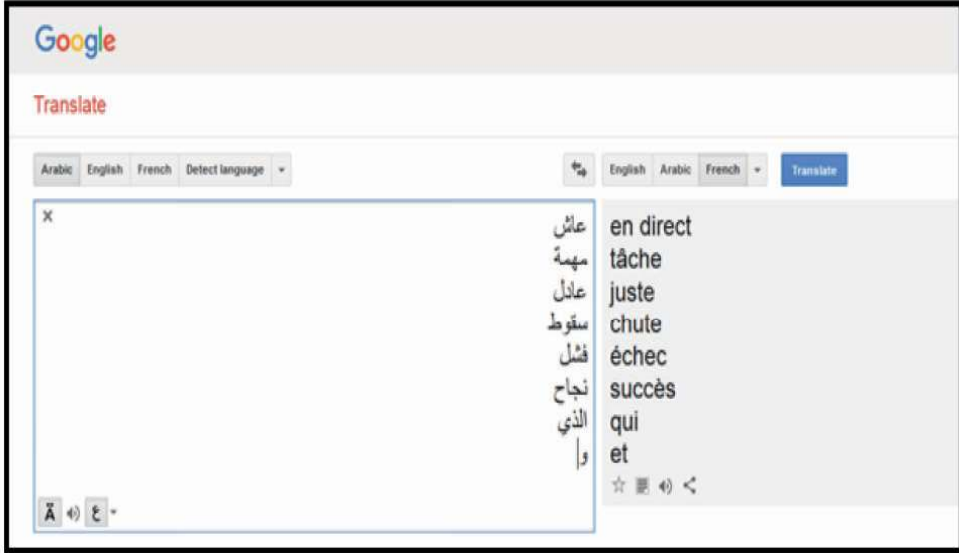 Google
Translate
Arabic English French Detect language
English Arabic French Translate
عاش
مهمة
عادل
سقوط
فشل
نجاح
الذي
و
en direct
tâche
juste
chute
échec
succès
qui
et
Ä ع